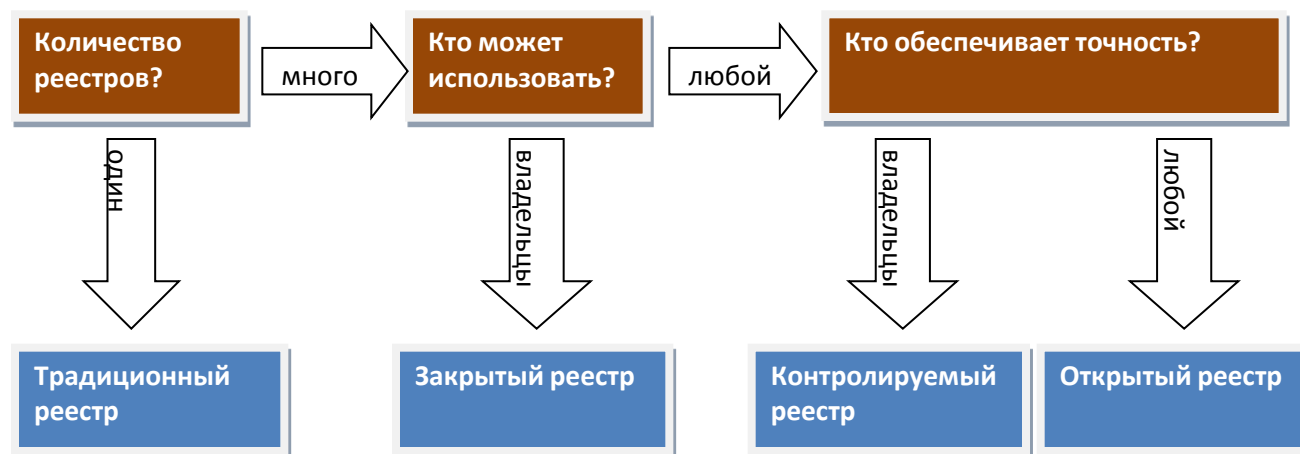 Количество
реестров?
много
Кто может
использовать?
любой
Кто обеспечивает точность?
один
владельцы
владельцы
любой
Традиционный
реестр
Закрытый реестр
Контролируемый
реестр
Открытый реестр